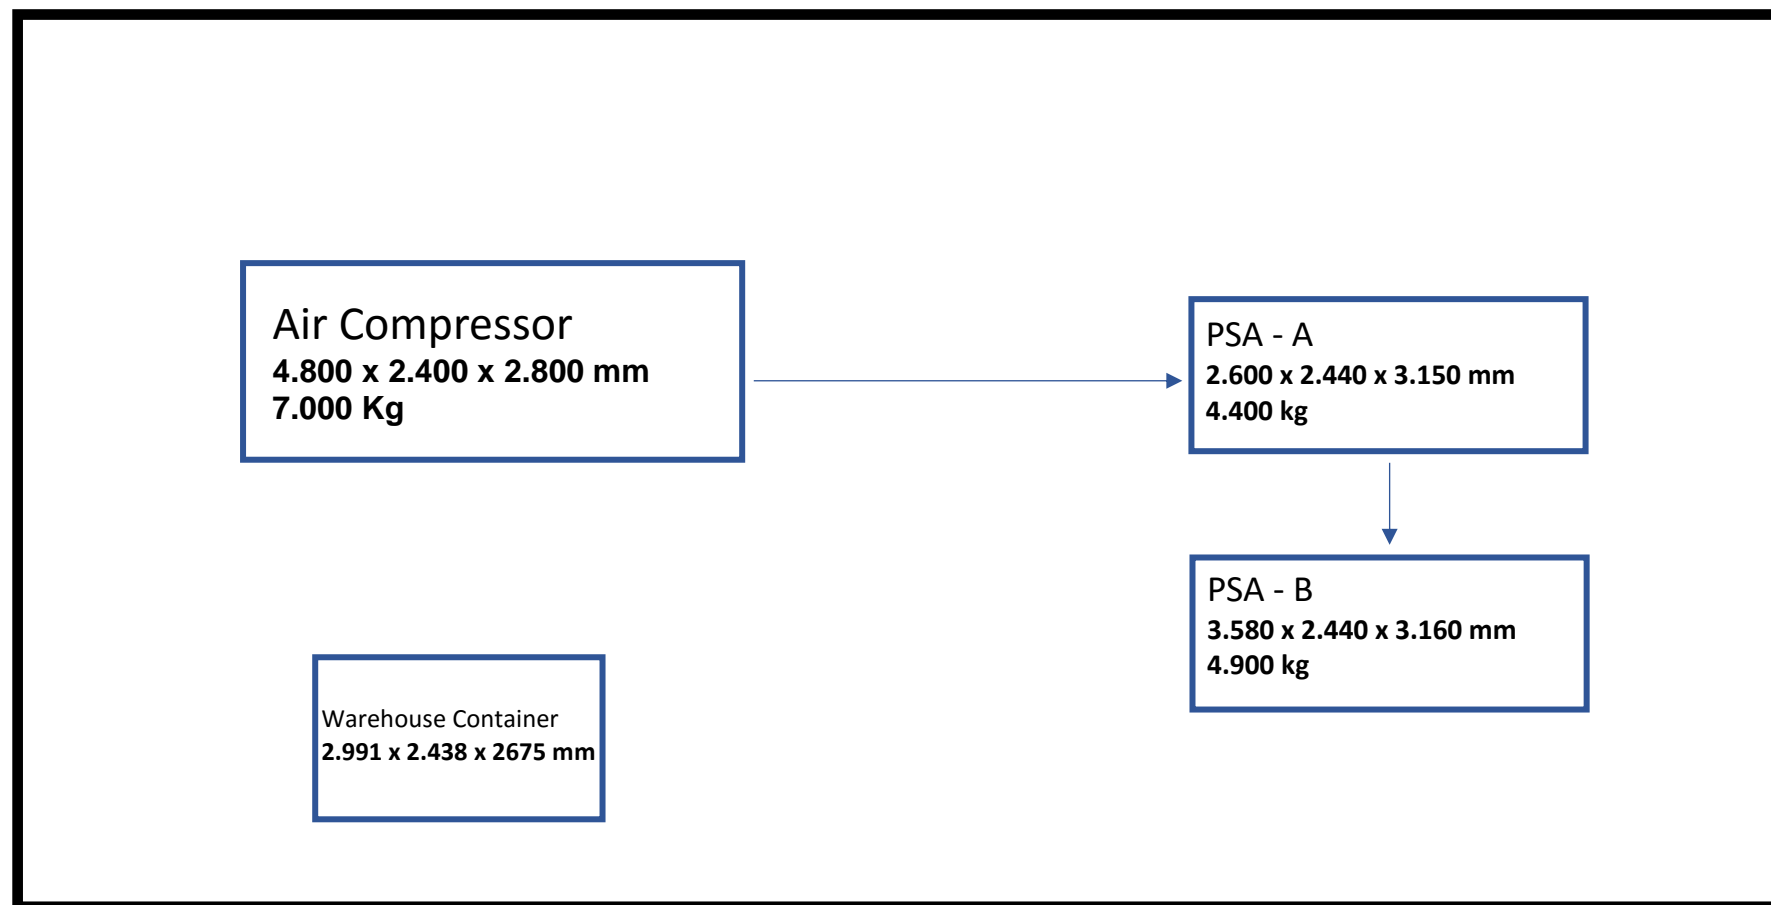 Air Compressor
4.800 x 2.400 x 2.800 mm
7.000 Kg
PSA - A
2.600 x 2.440 x 3.150 mm
4.400 kg
PSA - B
3.580 x 2.440 x 3.160 mm
4.900 kg
Warehouse Container
2.991 x 2.438 x 2675 mm